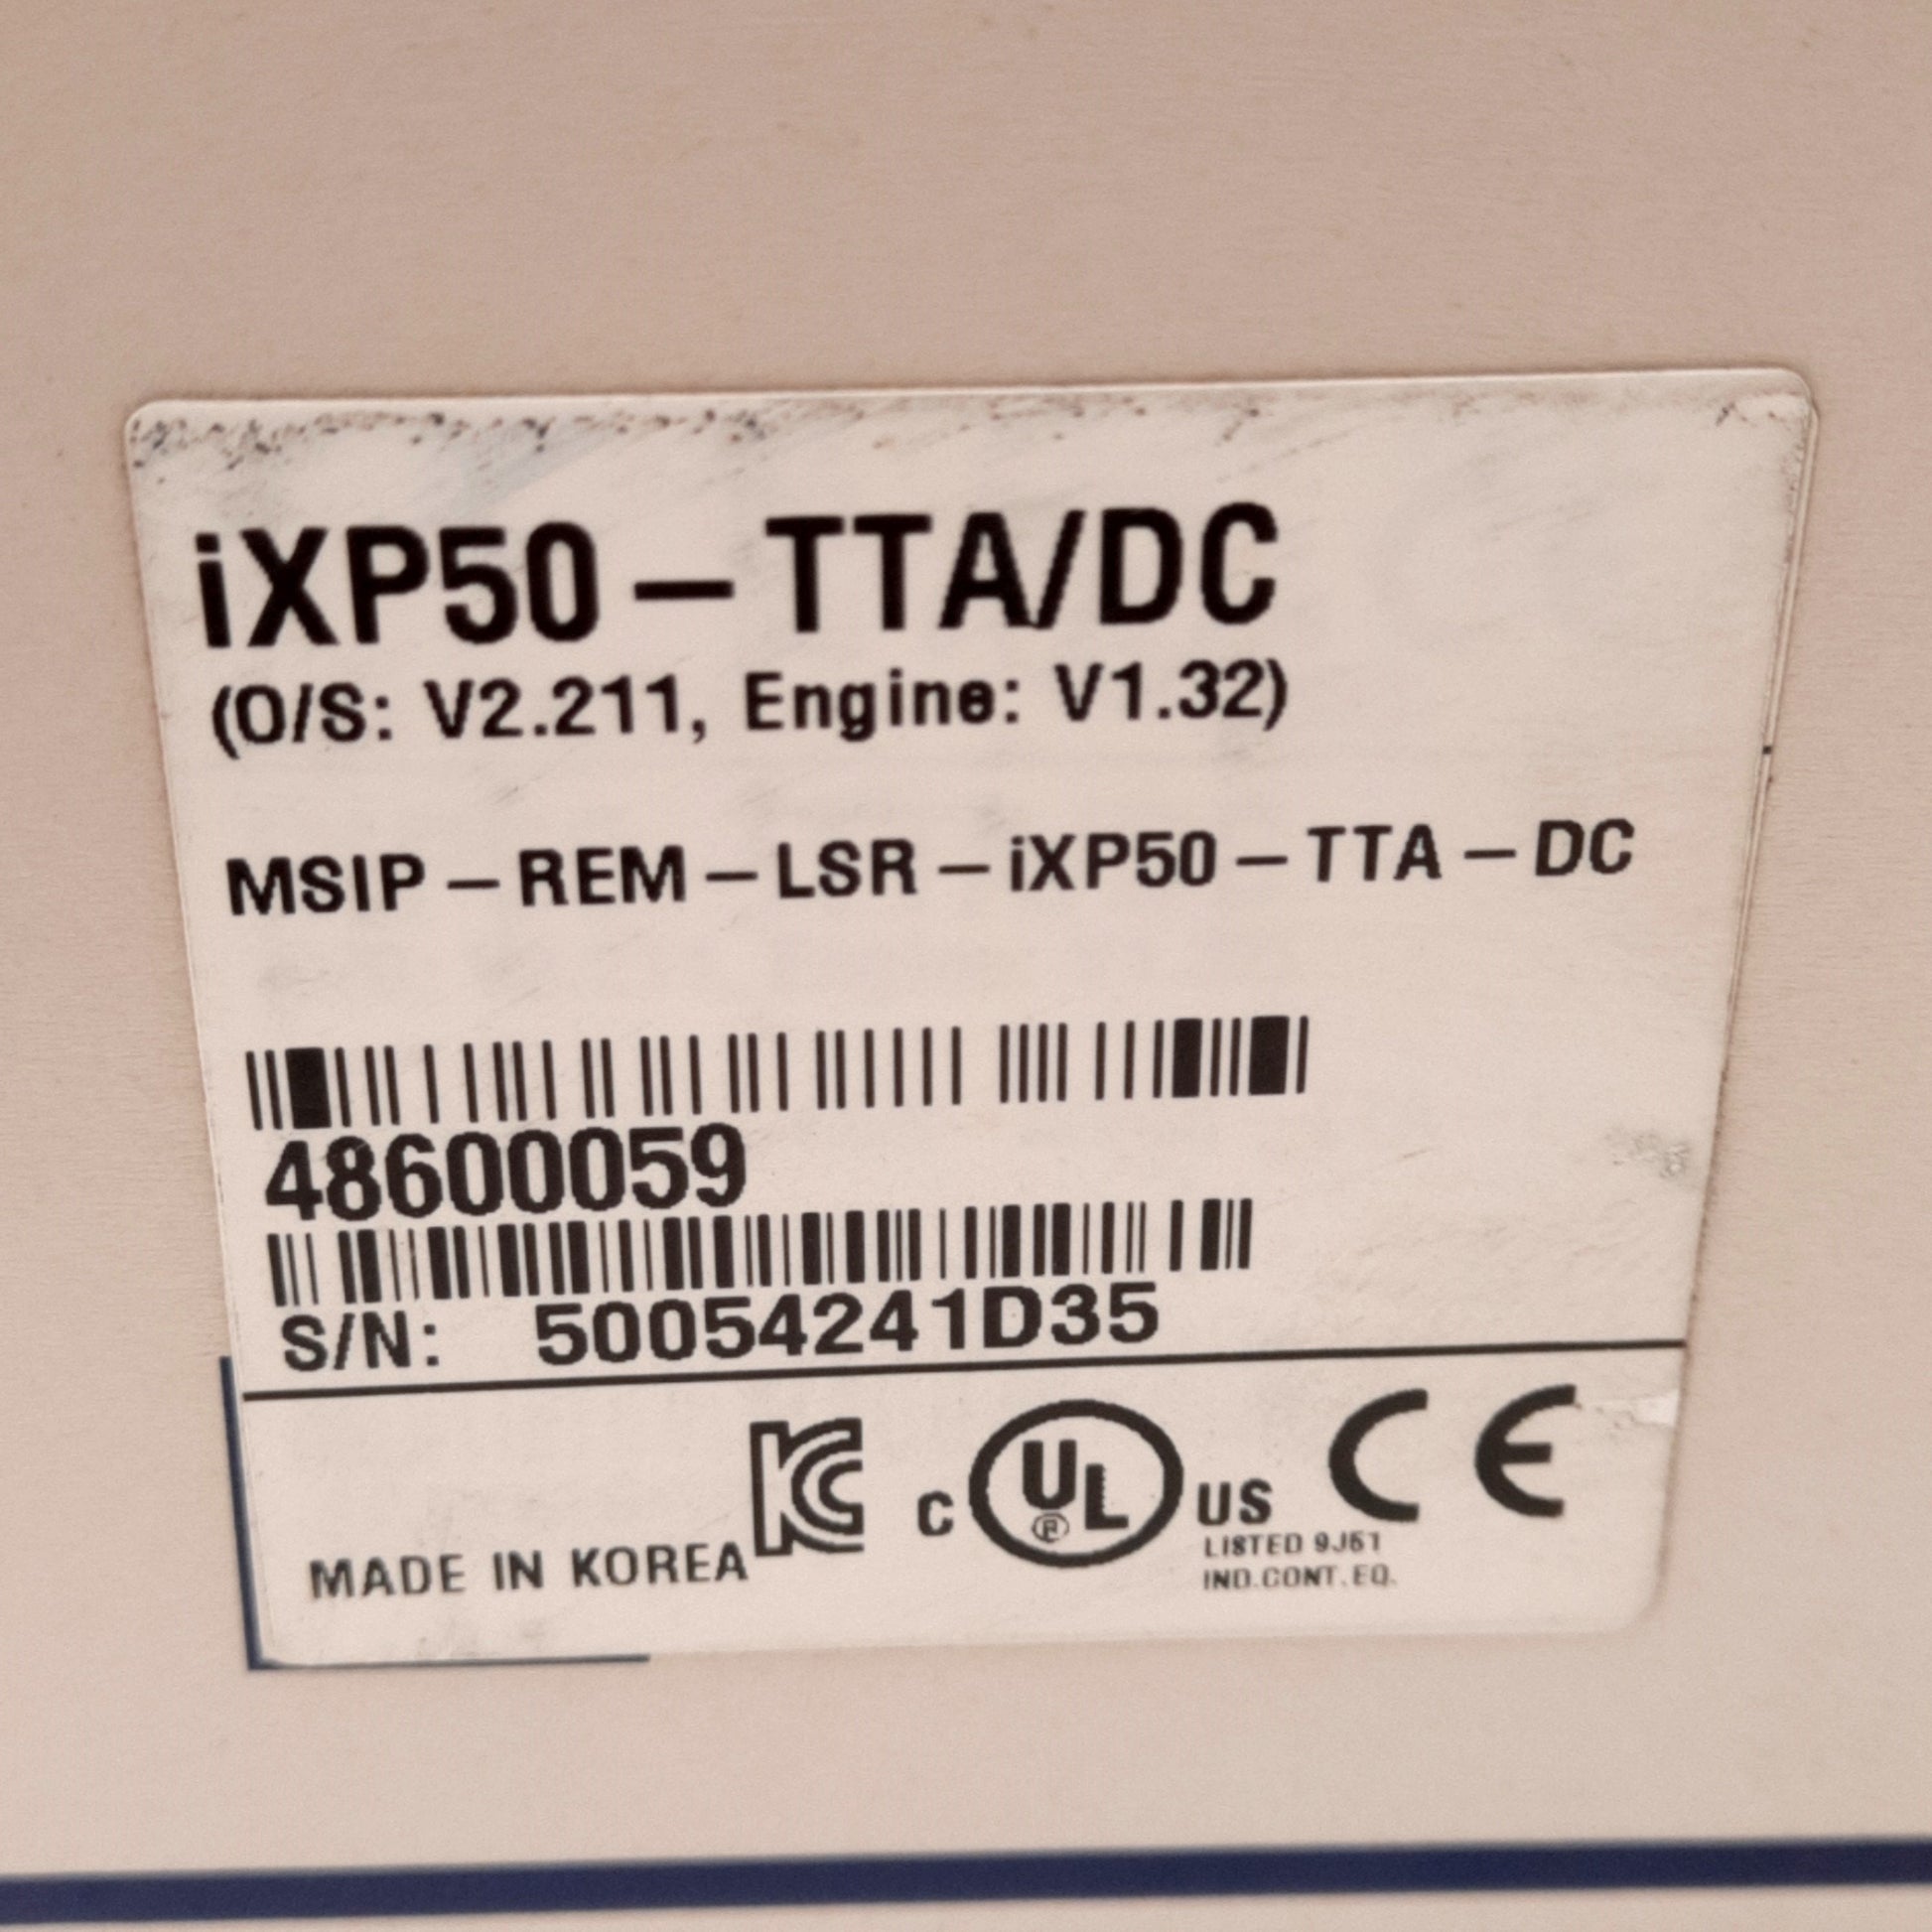 iXP50-TTA/DC
(O/S: V2.211, Engine: V1.32)
MSIP-REM-LSR-iXP50-TTA-DC
48600059
S/N: 50054241D35
MADE IN KOREA
C UL US
R
CE
LISTED 9J51
IND.CONT.EQ.